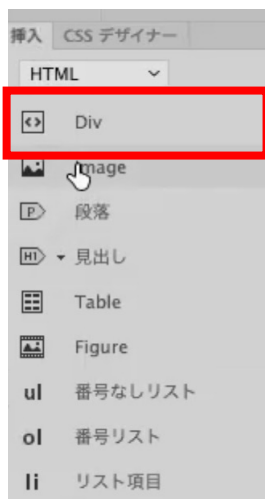 挿入 CSS デザイナー
HTML
Div
Image
P 段落
H1 見出し
Table
Figure
ul 番号なしリスト
ol 番号リスト
li リスト項目